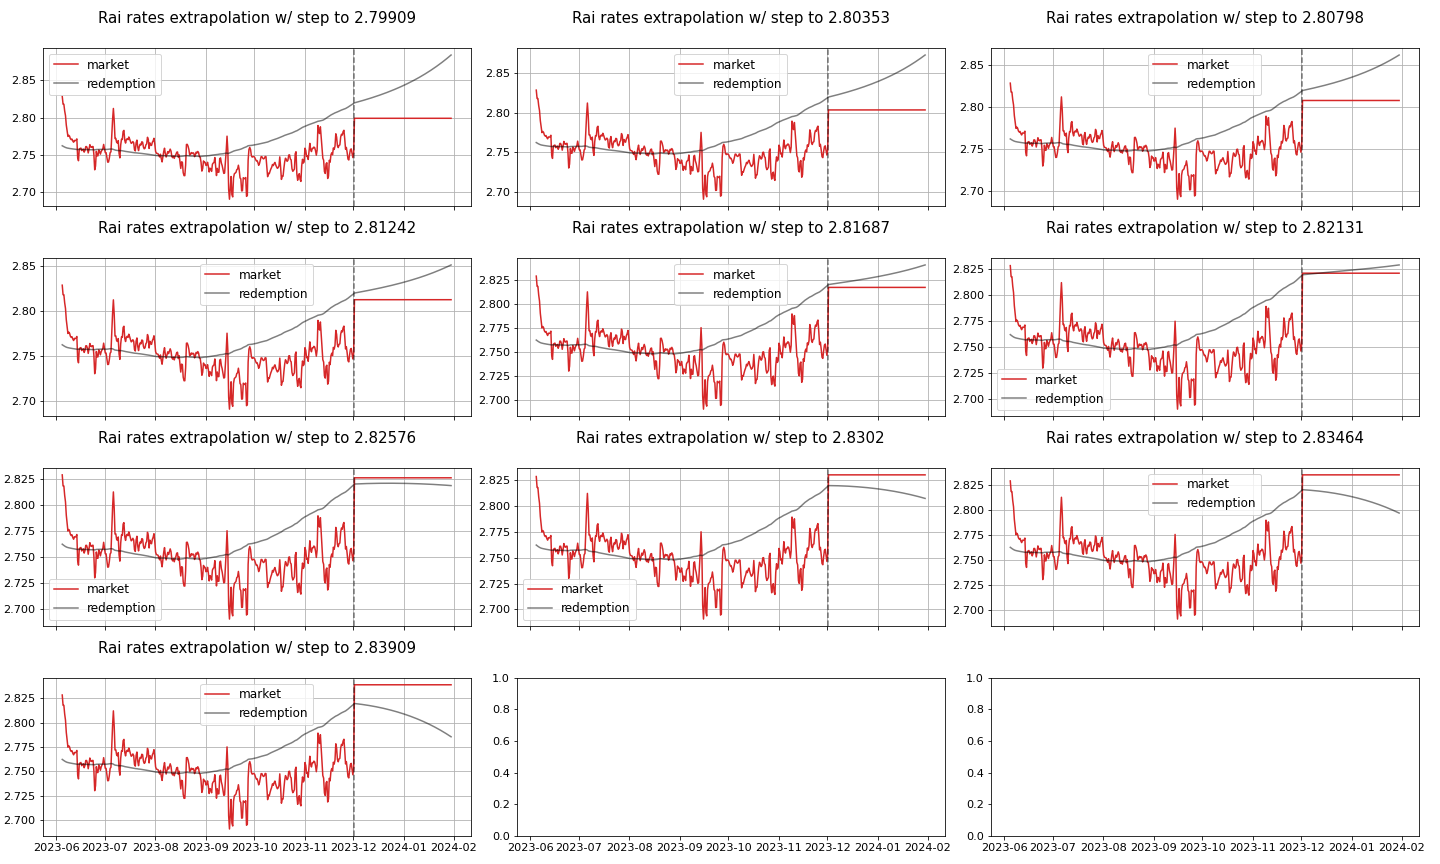 Rai rates extrapolation w/ step to 2.79909
Rai rates extrapolation w/ step to 2.80353
Rai rates extrapolation w/ step to 2.80798
market
redemption
2.85
2.80
2.75
2.70
market
redemption
2.85
2.80
2.75
2.70
market
redemption
2.85
2.80
2.75
2.70
Rai rates extrapolation w/ step to 2.81242
Rai rates extrapolation w/ step to 2.81687
Rai rates extrapolation w/ step to 2.82131
market
redemption
2.85
2.80
2.75
2.70
market
redemption
2.825
2.800
2.775
2.750
2.725
2.700
2.825
2.800
2.775
2.750
2.725
2.700
market
redemption
Rai rates extrapolation w/ step to 2.82576
Rai rates extrapolation w/ step to 2.8302
Rai rates extrapolation w/ step to 2.83464
2.825
2.800
2.775
2.750
2.725
2.700
market
redemption
2.825
2.800
2.775
2.750
2.725
2.700
market
redemption
market
redemption
2.825
2.800
2.775
2.750
2.725
2.700
Rai rates extrapolation w/ step to 2.83909
market
redemption
2.825
2.800
2.775
2.750
2.725
2.700
2023-06 2023-07 2023-08 2023-09 2023-10 2023-11 2023-12 2024-01 2024-02
1.0
0.8
0.6
0.4
0.2
0.0
2023-06 2023-07 2023-08 2023-09 2023-10 2023-11 2023-12 2024-01 2024-02
1.0
0.8
0.6
0.4
0.2
0.0
2023-06 2023-07 2023-08 2023-09 2023-10 2023-11 2023-12 2024-01 2024-02